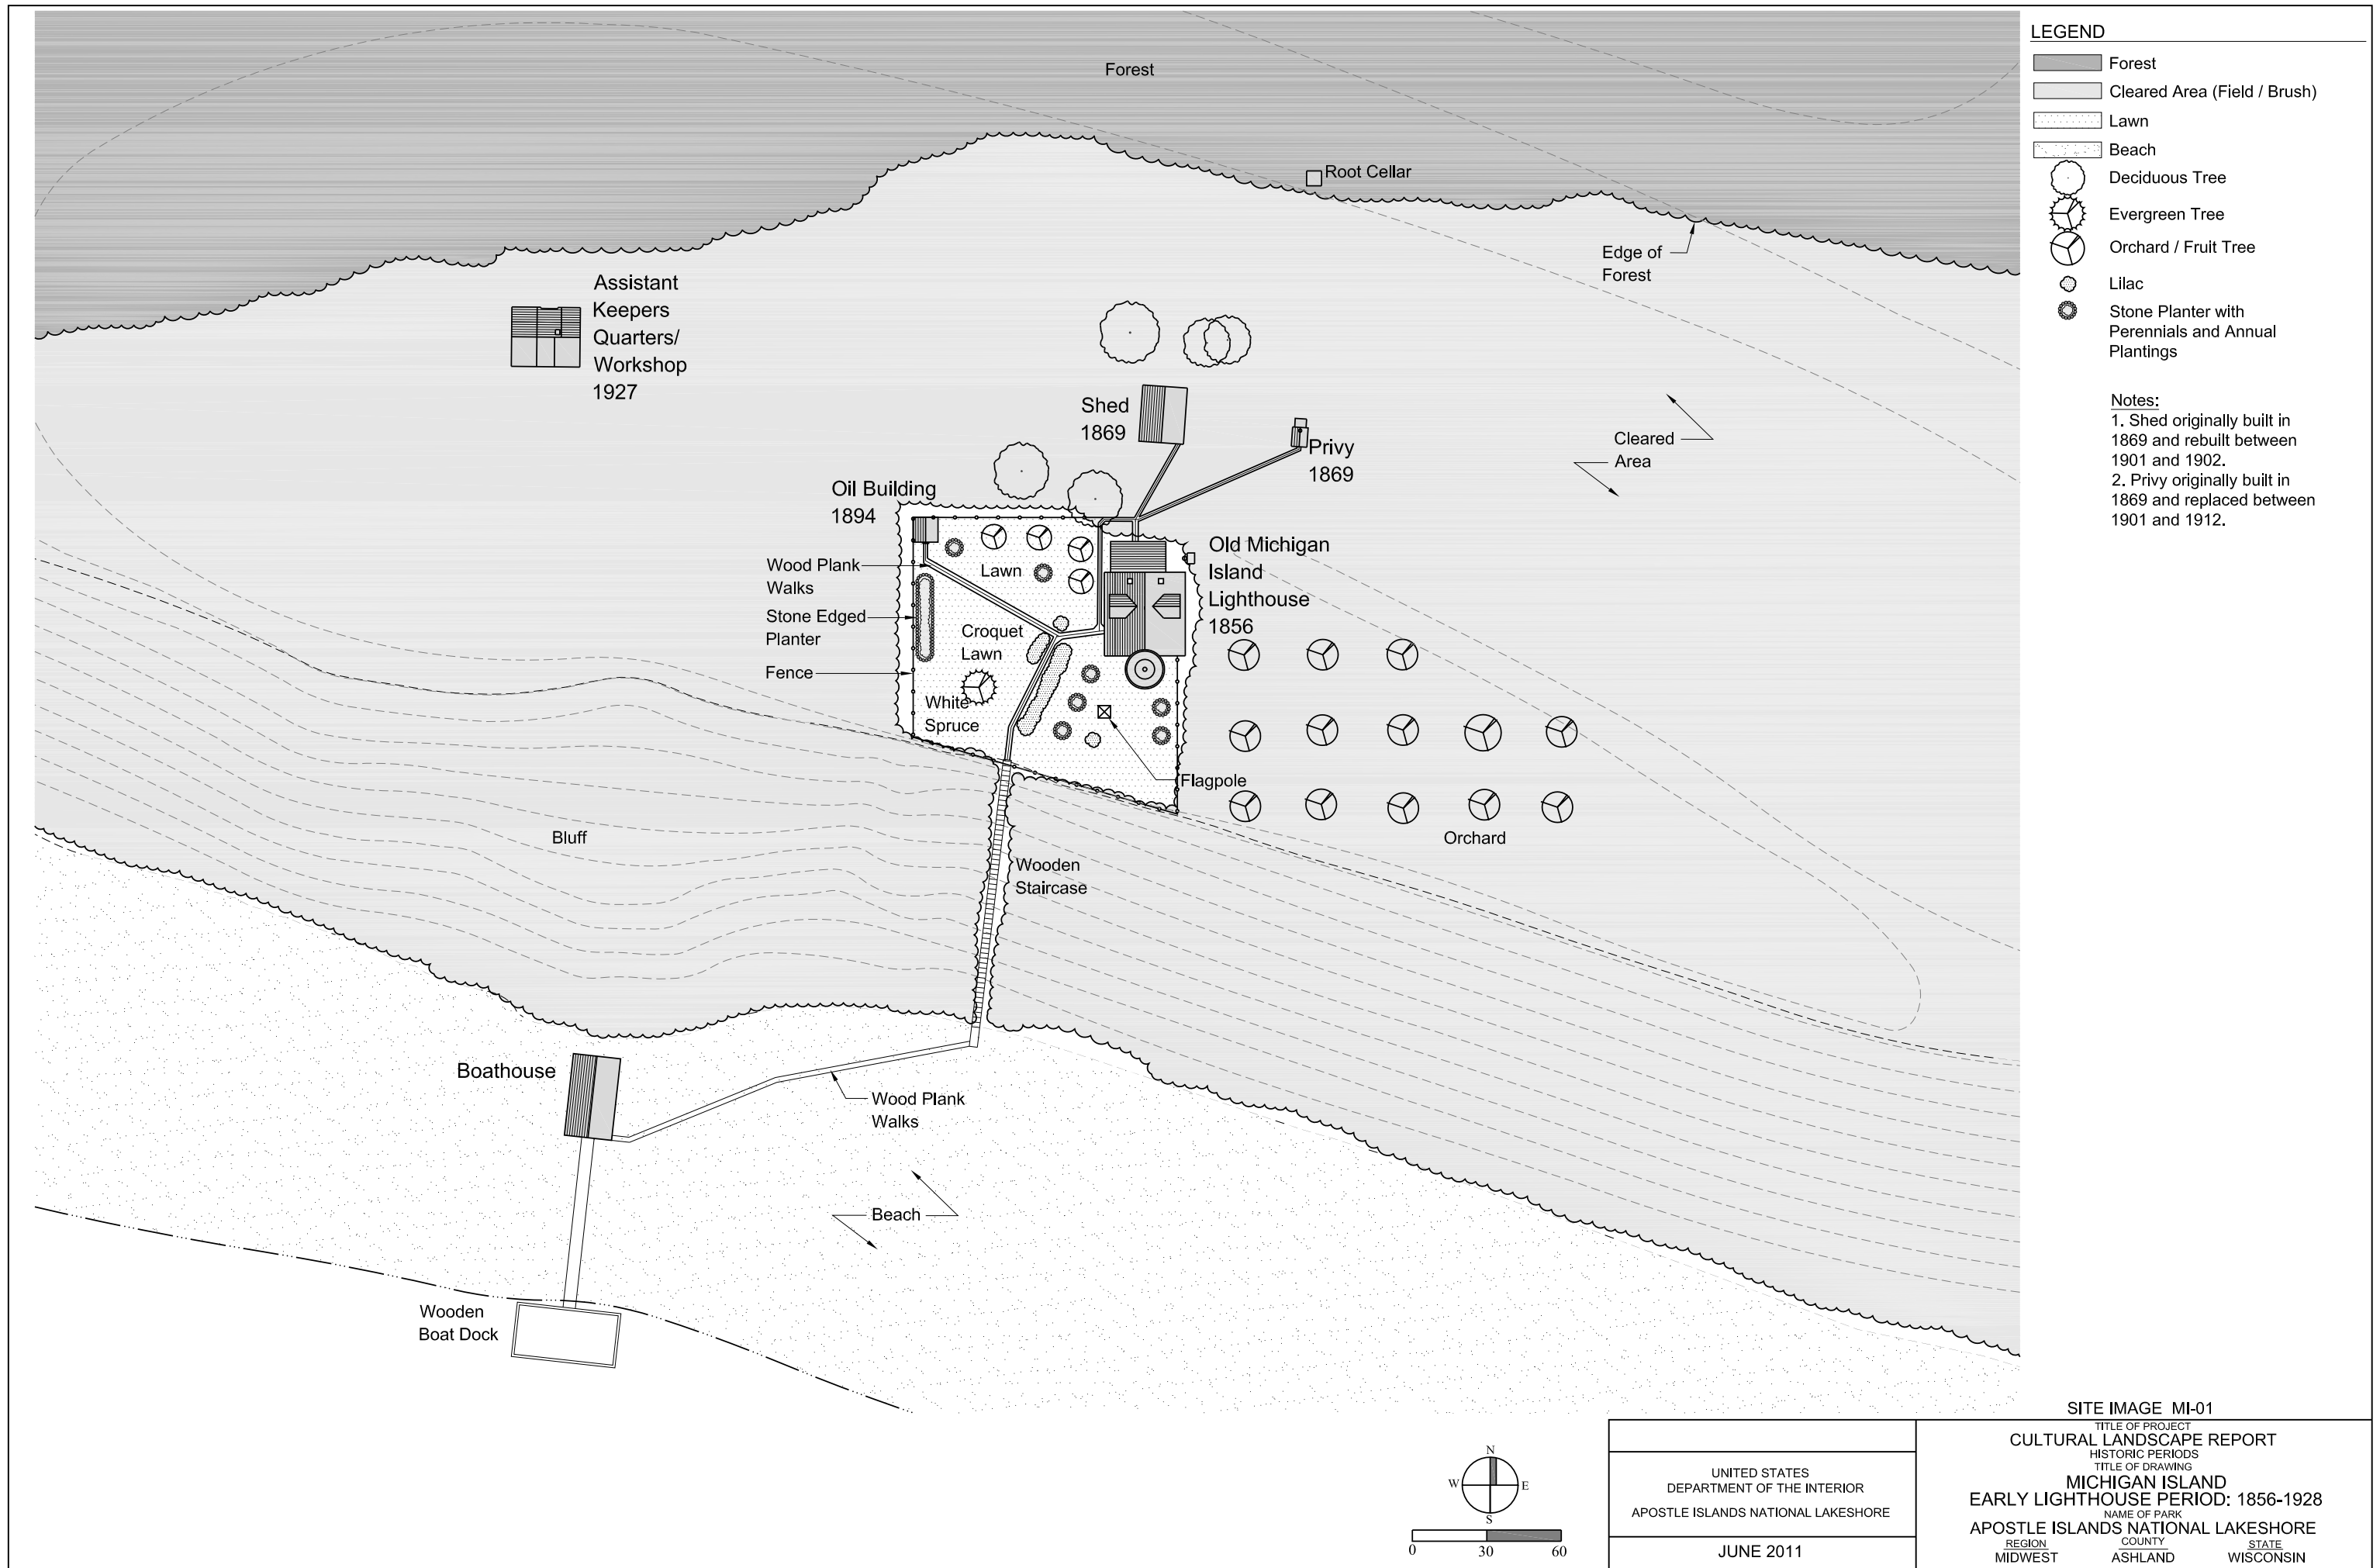 Forest
Root Cellar
Edge of
Forest
Assistant
Keepers
Quarters/
Workshop
1927
Shed
1869
Privy
1869
Cleared
Area
Oil Building
1894
Wood Plank
Walks
Lawn
Old Michigan
Island
Lighthouse
1856
Stone Edged
Planter
Croquet
Lawn
Fence
White
Spruce
Flagpole
Orchard
Bluff
Wooden
Staircase
Boathouse
Wood Plank
Walks
Beach
Wooden
Boat Dock
LEGEND
Forest
Cleared Area (Field / Brush)
Lawn
Beach
Deciduous Tree
Evergreen Tree
Orchard / Fruit Tree
Lilac
Stone Planter with
Perennials and Annual
Plantings
Notes:
1. Shed originally built in
1869 and rebuilt between
1901 and 1902.
2. Privy originally built in
1869 and replaced between
1901 and 1912.
N
W E
S
0 30 60
UNITED STATES
DEPARTMENT OF THE INTERIOR
APOSTLE ISLANDS NATIONAL LAKESHORE
JUNE 2011
SITE IMAGE MI-01
TITLE OF PROJECT
CULTURAL LANDSCAPE REPORT
HISTORIC PERIODS
TITLE OF DRAWING
MICHIGAN ISLAND
EARLY LIGHTHOUSE PERIOD: 1856-1928
NAME OF PARK
APOSTLE ISLANDS NATIONAL LAKESHORE
REGION COUNTY STATE
MIDWEST ASHLAND WISCONSIN